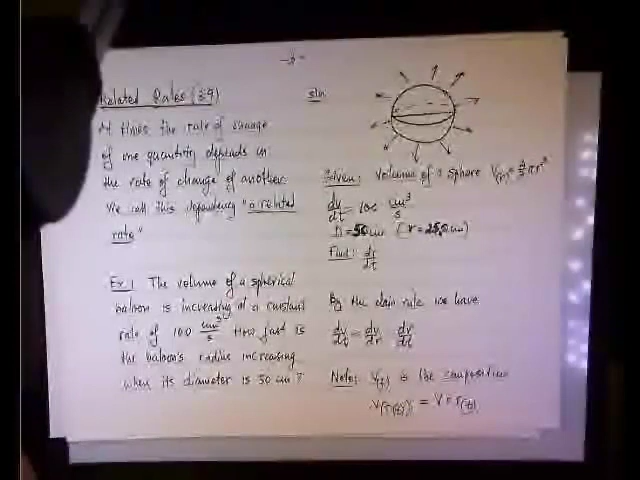 -9-
Related Rates (3.9)
At times the rate of change
of one quantity depends on
the rate of change of another.
We call this dependency "a related
rate"
Ex 1 The volume of a spherical
baloon is increasing at a constant
rate of 100 cm³/s How fast is
the baloon's radius increasing
when its diameter is 50 cm?
sln
Given: Volume of a sphere V(r) = 4/3 πr³
dv/dt = 100 cm³/s
D = 50 cm (r = 25 cm)
Find: dr/dt
By the chain rule we have
dv/dt = dv/dr · dr/dt
Note: V(t) is the composition
V(r(t)) = V∘r(t)